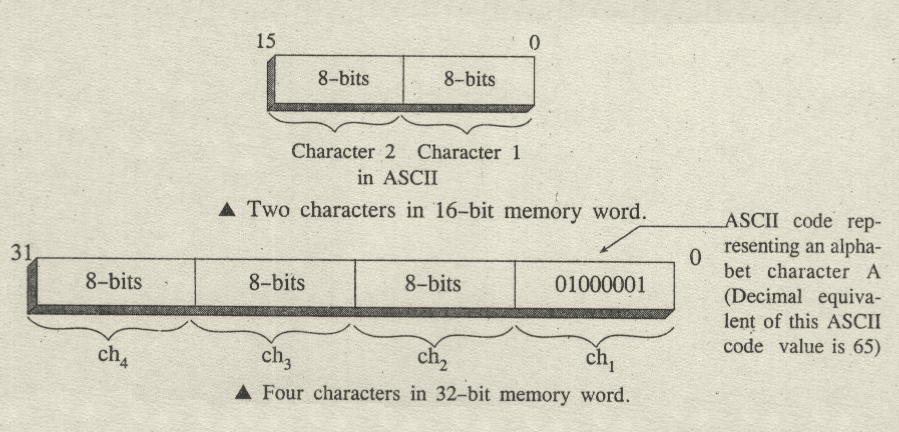 15 0
8–bits 8–bits
Character 2 Character 1
in ASCII
▲ Two characters in 16–bit memory word.
31 0
8–bits 8–bits 8–bits 01000001
ch4 ch3 ch2 ch1
▲ Four characters in 32–bit memory word.
ASCII code rep-
resenting an alpha-
bet character A
(Decimal equiva-
lent of this ASCII
code value is 65)